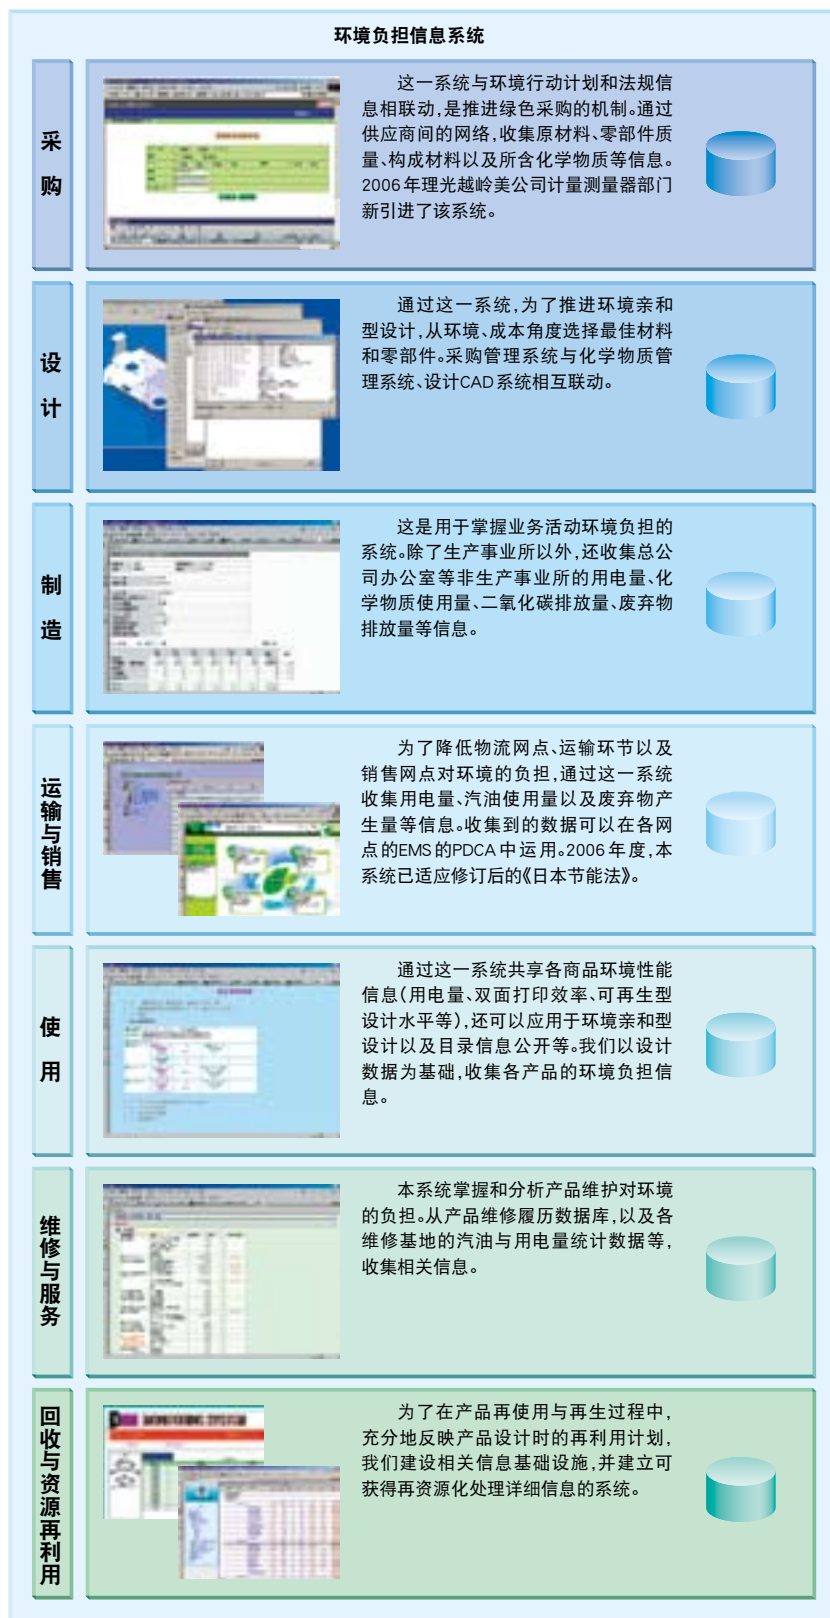 环境负担信息系统
采购
这一系统与环境行动计划和法规信
息相联动,是推进绿色采购的机制。通过
供应商间的网络,收集原材料、零部件质
量、构成材料以及所含化学物质等信息。
2006年理光越岭美公司计量测量器部门
新引进了该系统。
设计
通过这一系统,为了推进环境亲和
型设计,从环境、成本角度选择最佳材料
和零部件。采购管理系统与化学物质管
理系统、设计CAD系统相互联动。
制造
这是用于掌握业务活动环境负担的
系统。除了生产事业所以外,还收集总公
司办公室等非生产事业所的用电量、化
学物质使用量、二氧化碳排放量、废弃物
排放量等信息。
运输与销售
为了降低物流网点、运输环节以及
销售网点对环境的负担,通过这一系统
收集用电量、汽油使用量以及废弃物产
生量等信息。收集到的数据可以在各网
点的EMS的PDCA中运用。2006年度,本
系统已适应修订后的《日本节能法》。
使用
通过这一系统共享各商品环境性能
信息(用电量、双面打印效率、可再生型
设计水平等),还可以应用于环境亲和型
设计以及目录信息公开等。我们以设计
数据为基础,收集各产品的环境负担信
息。
维修与服务
本系统掌握和分析产品维护对环境
的负担。从产品维修履历数据库,以及各
维修基地的汽油与用电量统计数据等,
收集相关信息。
回收与资源再利用
为了在产品再使用与再生过程中,
充分地反映产品设计时的再利用计划,
我们建设相关信息基础设施,并建立可
获得再资源化处理详细信息的系统。
MONITORING SYSTEM